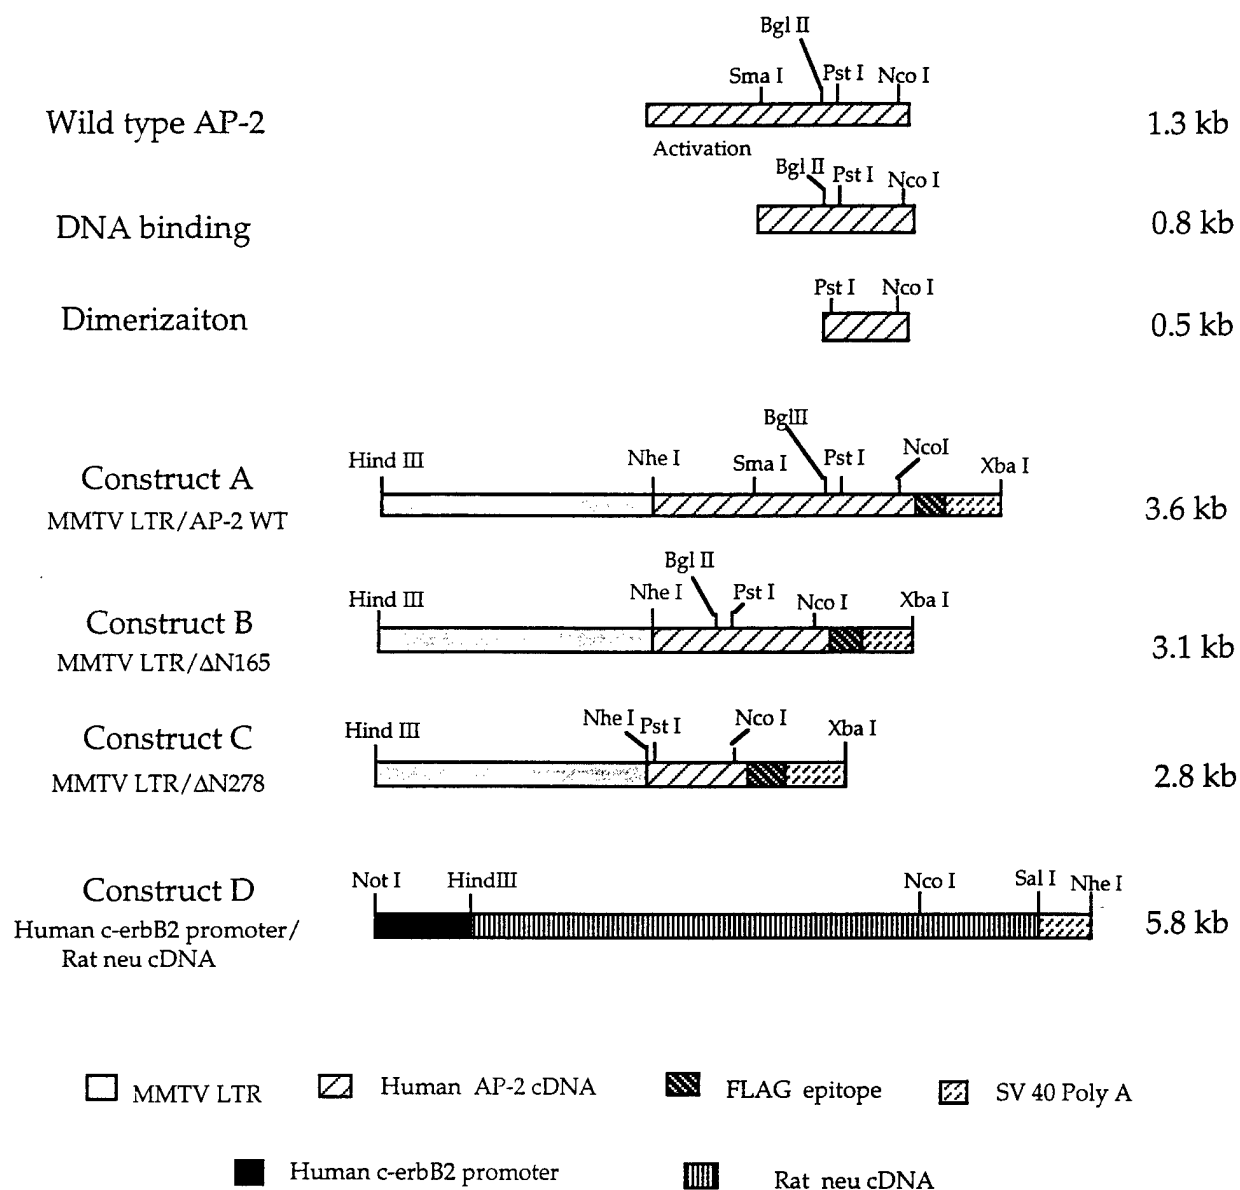 Bgl II
Sma I Pst I Nco I
Wild type AP-2 1.3 kb
Activation
Bgl II Pst I Nco I
DNA binding 0.8 kb
Pst I Nco I
Dimerizaiton 0.5 kb
BglII
Hind III Nhe I Sma I Pst I NcoI Xba I
Construct A
MMTV LTR/AP-2 WT 3.6 kb
Bgl II
Hind III Nhe I Pst I Nco I Xba I
Construct B
MMTV LTR/ΔN165 3.1 kb
Hind III Nhe I Pst I Nco I Xba I
Construct C
MMTV LTR/ΔN278 2.8 kb
Not I HindIII Nco I Sal I Nhe I
Construct D
Human c-erbB2 promoter/ 5.8 kb
Rat neu cDNA
MMTV LTR Human AP-2 cDNA FLAG epitope SV 40 Poly A
Human c-erbB2 promoter Rat neu cDNA